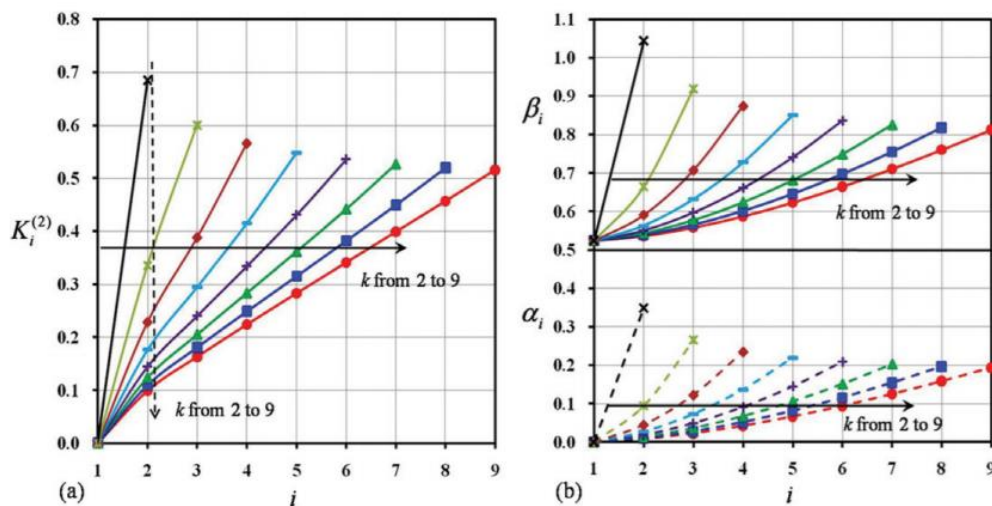 0.8
0.7
0.6
0.5
0.4
0.3
0.2
0.1
0.0
K_i^{(2)}
k from 2 to 9
k from 2 to 9
1 2 3 4 5 6 7 8 9
(a) i
1.1
1.0
0.9
0.8
0.7
0.6
0.5
β_i
k from 2 to 9
0.4
0.3
0.2
0.1
0.0
α_i
k from 2 to 9
1 2 3 4 5 6 7 8 9
(b) i